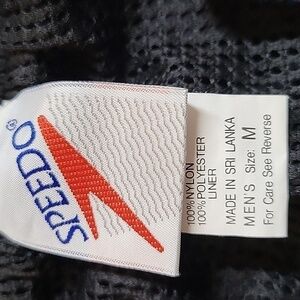 SPEEDO®
100% NYLON
100% POLYESTER
LINER
MADE IN SRI LANKA
MEN'S Size: M
For Care See Reverse